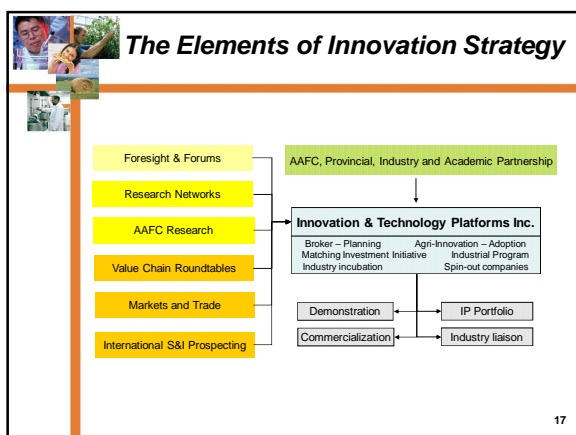 The Elements of Innovation Strategy
Foresight & Forums
Research Networks
AAFC Research
Value Chain Roundtables
Markets and Trade
International S&I Prospecting
AAFC, Provincial, Industry and Academic Partnership
Innovation & Technology Platforms Inc.
Broker – Planning Agri-Innovation – Adoption
Matching Investment Initiative Industrial Program
Industry incubation Spin-out companies
Demonstration IP Portfolio
Commercialization Industry liaison
17